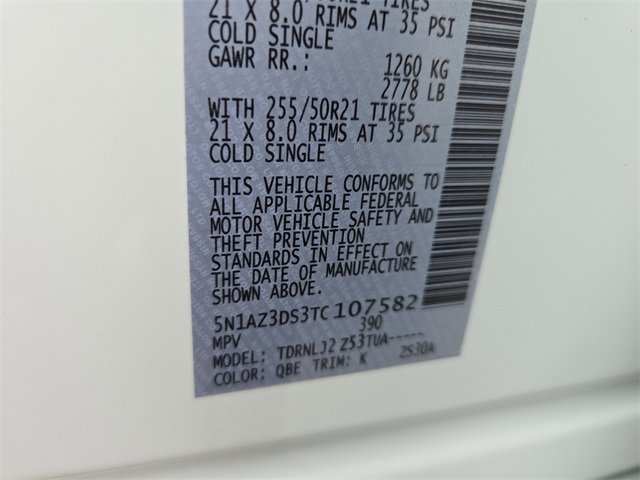 21 X 8.0 RIMS AT 35 PSI
COLD SINGLE
GAWR RR.: 1260 KG
2778 LB
WITH 255/50R21 TIRES
21 X 8.0 RIMS AT 35 PSI
COLD SINGLE
THIS VEHICLE CONFORMS TO
ALL APPLICABLE FEDERAL
MOTOR VEHICLE SAFETY AND
THEFT PREVENTION
STANDARDS IN EFFECT ON
THE DATE OF MANUFACTURE
SHOWN ABOVE.
5N1AZ3DS3TC107582
MPV 390
MODEL: TDRNLJ2 Z53TUA-----
COLOR: QBE TRIM: K ZS30A